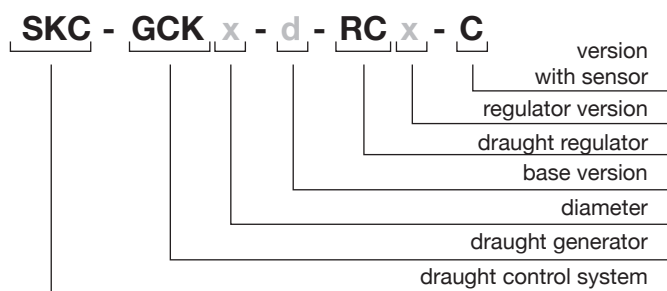 SKC - GCK x - d - RC x - C
version
with sensor
regulator version
draught regulator
base version
diameter
draught generator
draught control system